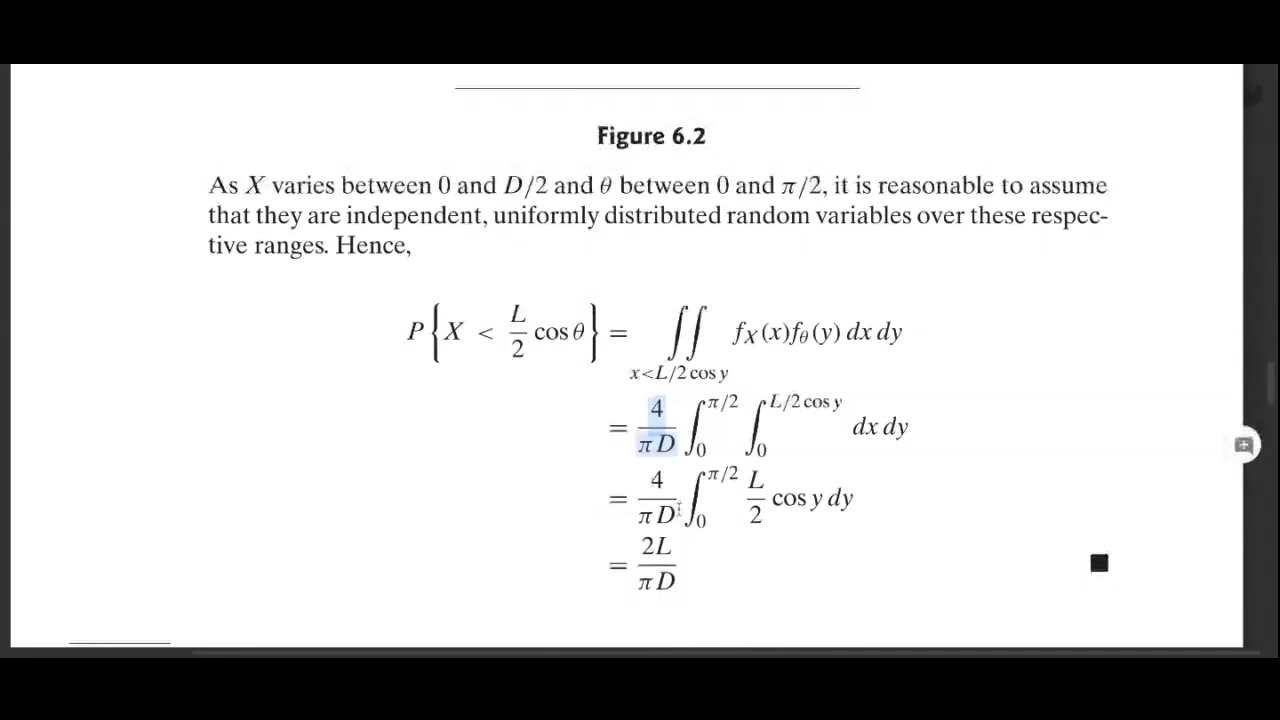 Figure 6.2
As X varies between 0 and D/2 and θ between 0 and π/2, it is reasonable to assume
that they are independent, uniformly distributed random variables over these respec-
tive ranges. Hence,
P{X < L/2 cos θ} = ∬_{x<L/2 cos y} f_X(x)f_θ(y) dx dy
= 4/(πD) ∫_0^{π/2} ∫_0^{L/2 cos y} dx dy
= 4/(πD) ∫_0^{π/2} L/2 cos y dy
= 2L/(πD)